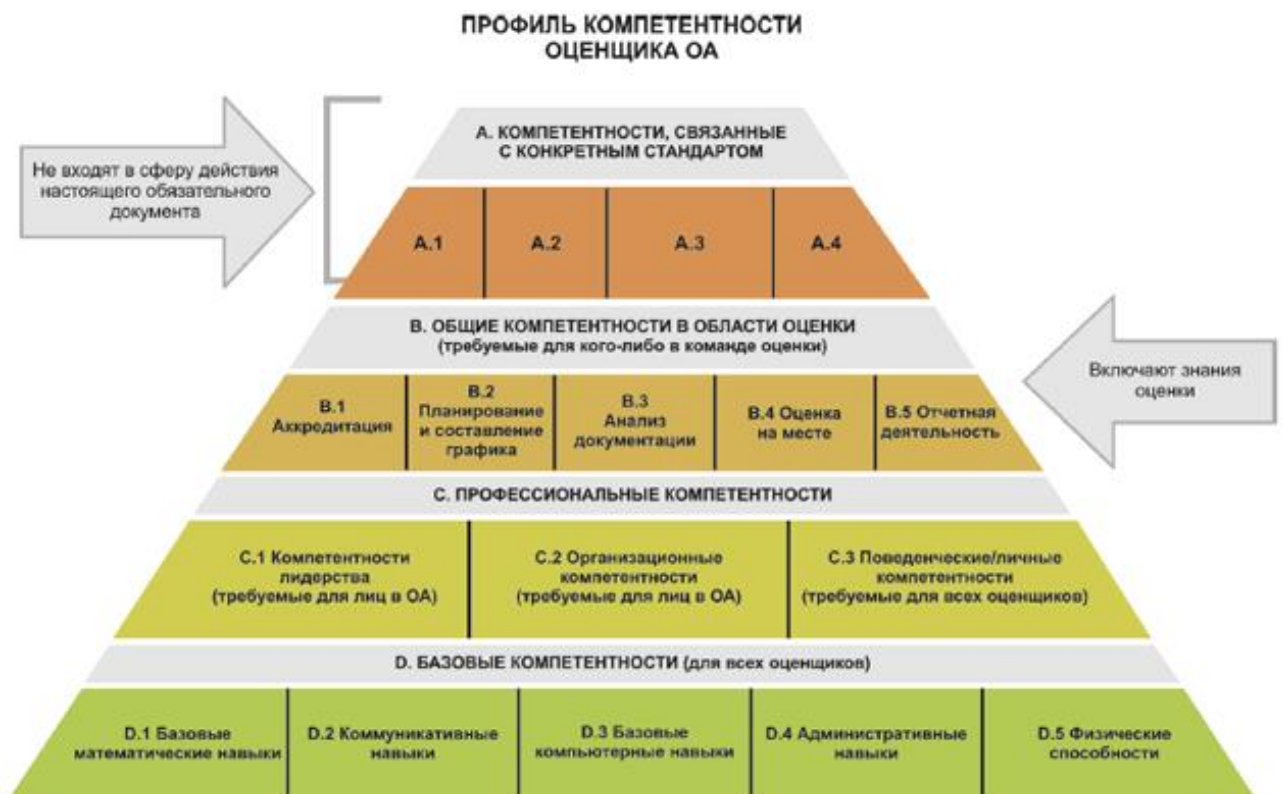 ПРОФИЛЬ КОМПЕТЕНТНОСТИ
ОЦЕНЩИКА ОА
Не входят в сферу действия
настоящего обязательного
документа
А. КОМПЕТЕНТНОСТИ, СВЯЗАННЫЕ
С КОНКРЕТНЫМ СТАНДАРТОМ
А.1
А.2
А.3
А.4
В. ОБЩИЕ КОМПЕТЕНТНОСТИ В ОБЛАСТИ ОЦЕНКИ
(требуемые для кого-либо в команде оценки)
Включают знания
оценки
В.1
Аккредитация
В.2
Планирование
и составление
графика
В.3
Анализ
документации
В.4 Оценка
на месте
В.5 Отчетная
деятельность
С. ПРОФЕССИОНАЛЬНЫЕ КОМПЕТЕНТНОСТИ
С.1 Компетентности
лидерства
(требуемые для лиц в ОА)
С.2 Организационные
компетентности
(требуемые для лиц в ОА)
С.3 Поведенческие/личные
компетентности
(требуемые для всех оценщиков)
D. БАЗОВЫЕ КОМПЕТЕНТНОСТИ (для всех оценщиков)
D.1 Базовые
математические навыки
D.2 Коммуникативные
навыки
D.3 Базовые
компьютерные навыки
D.4 Административные
навыки
D.5 Физические
способности